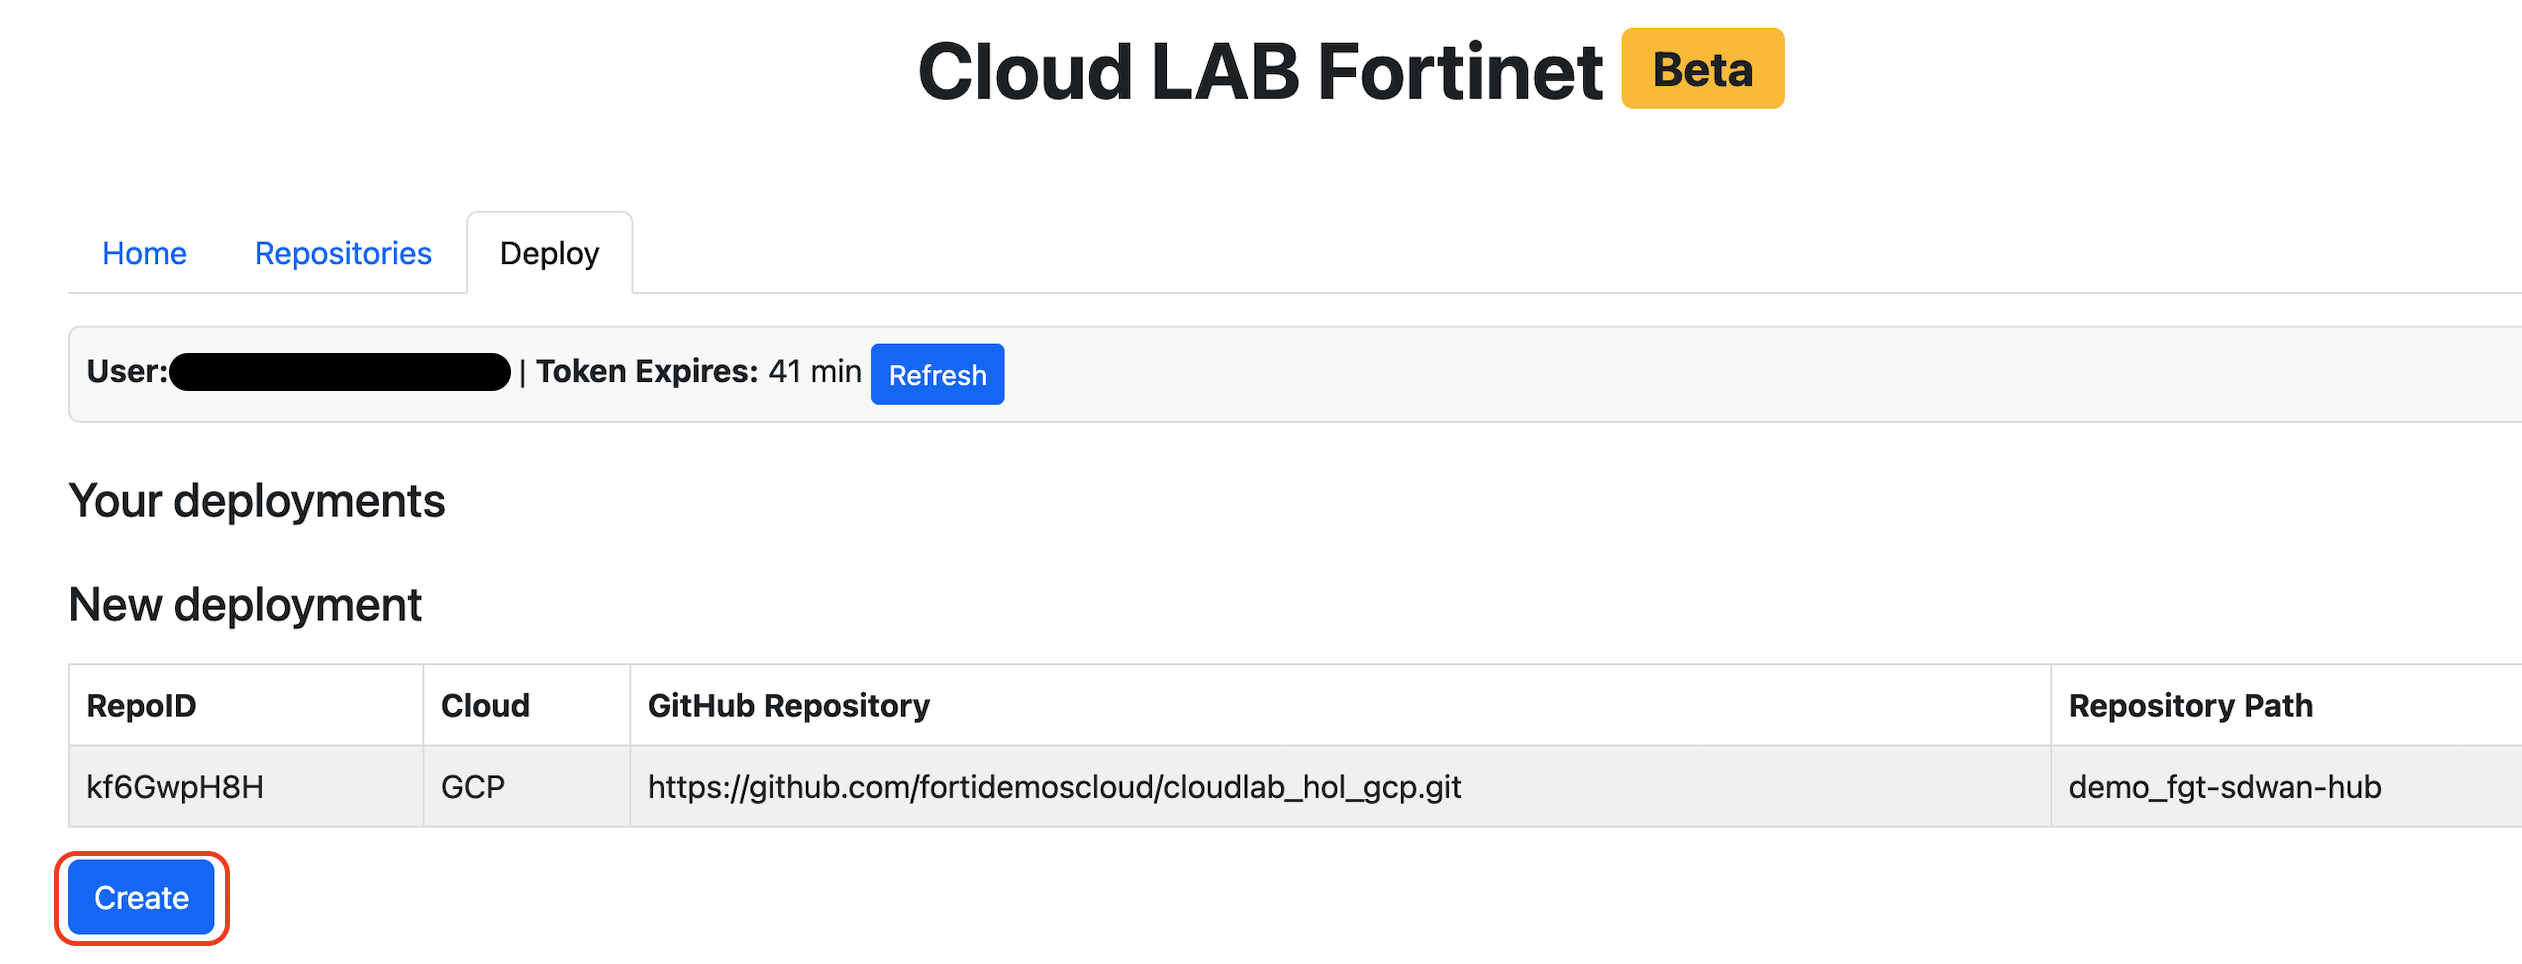 Cloud LAB Fortinet Beta
Home Repositories Deploy
User: | Token Expires: 41 min Refresh
Your deployments
New deployment
RepoID Cloud GitHub Repository Repository Path
kf6GwpH8H GCP https://github.com/fortidemoscloud/cloudlab_hol_gcp.git demo_fgt-sdwan-hub
Create